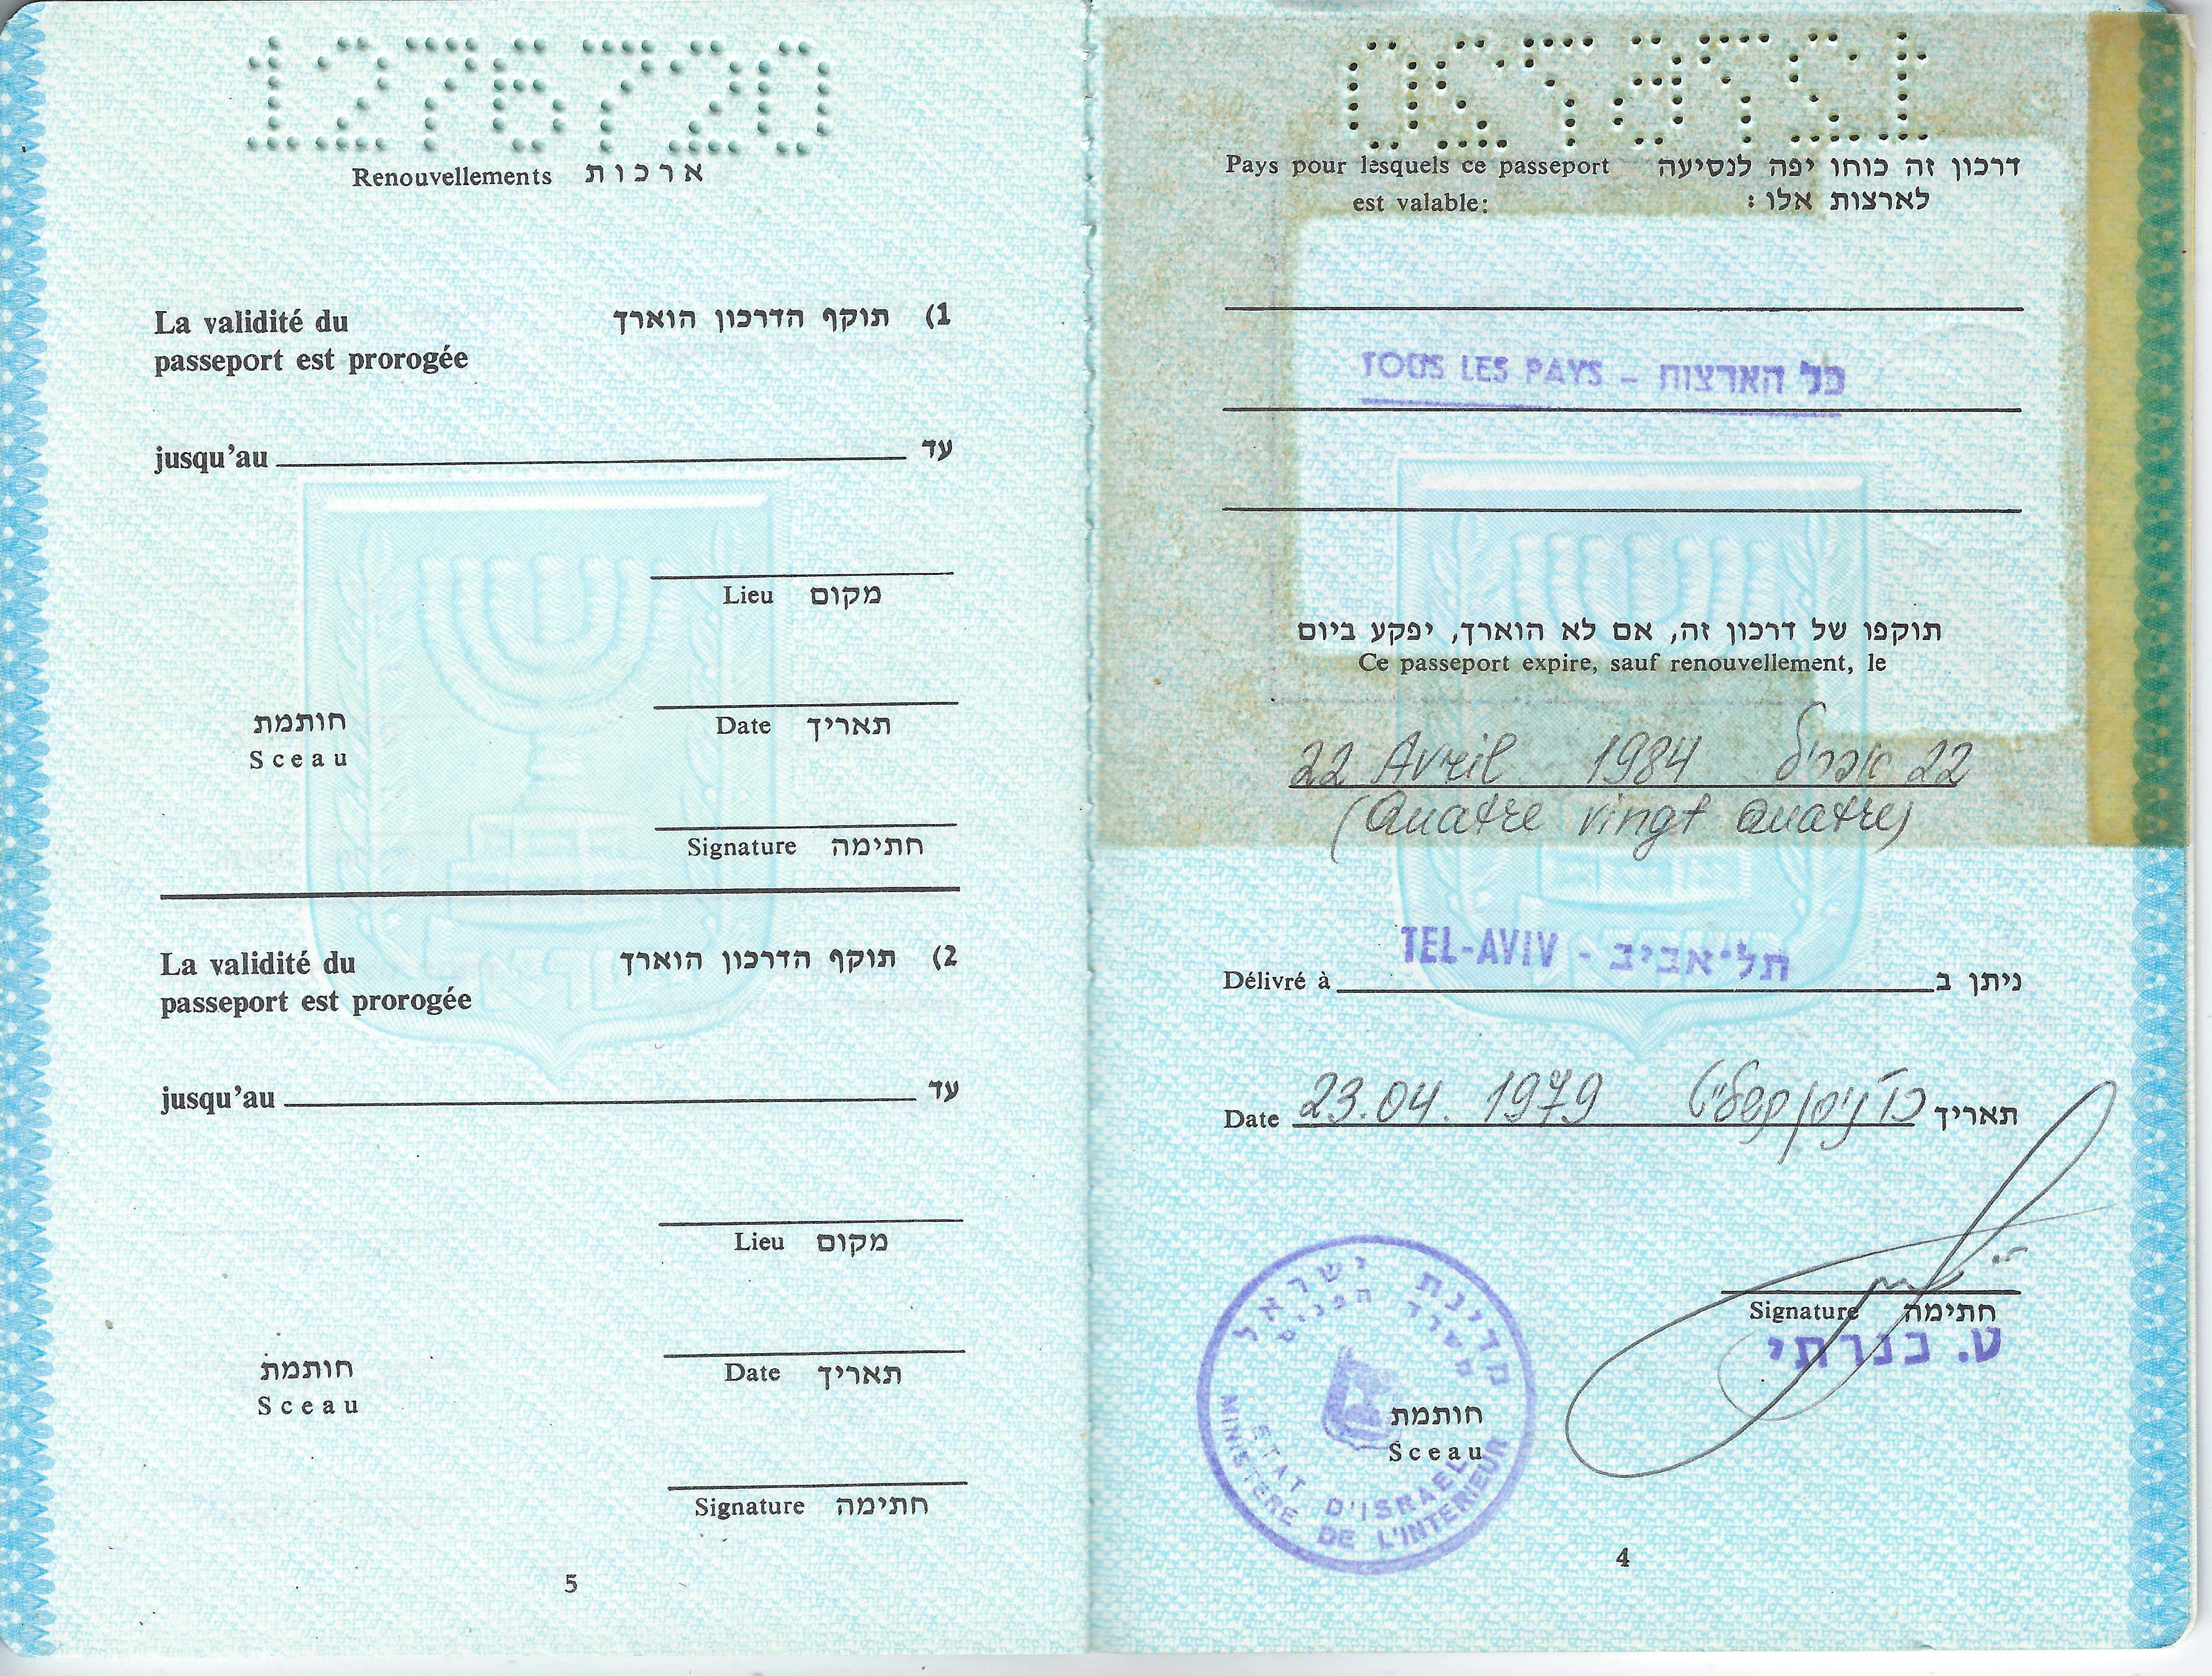 1276720
Pays pour lesquels ce passeport דרכון זה כוחו יפה לנסיעה
est valable: לארצות אלו :
TOUS LES PAYS - כל הארצות
תוקפו של דרכון זה, אם לא הוארך, יפקע ביום
Ce passeport expire, sauf renouvellement, le
22 Avril 1984 22 אפריל
(Quatre vingt Quatre)
Délivré à TEL-AVIV - תל-אביב ניתן ב
Date 23.04.1979 כ"ו ניסן תשל"ט תאריך
Signature חתימה
כנרתי
מדינת ישראל
משרד הפנים
ETAT D'ISRAEL
MINISTERE DE L'INTERIEUR
חותמת
Sceau
4
1276720
Renouvellements ארכות
La validité du 1) תוקף הדרכון הוארך
passeport est prorogée
jusqu'au עד
Lieu מקום
Date תאריך
חותמת
Sceau
Signature חתימה
La validité du 2) תוקף הדרכון הוארך
passeport est prorogée
jusqu'au עד
Lieu מקום
Date תאריך
חותמת
Sceau
Signature חתימה
5